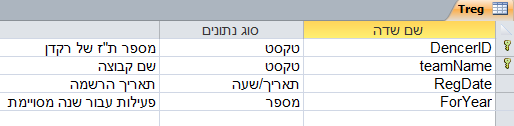 Treg
שם שדה סוג נתונים
DencerID טקסט מספר ת"ז של רקדן
teamName טקסט שם קבוצה
RegDate תאריך/שעה תאריך הרשמה
ForYear מספר פעילות עבור שנה מסויימת